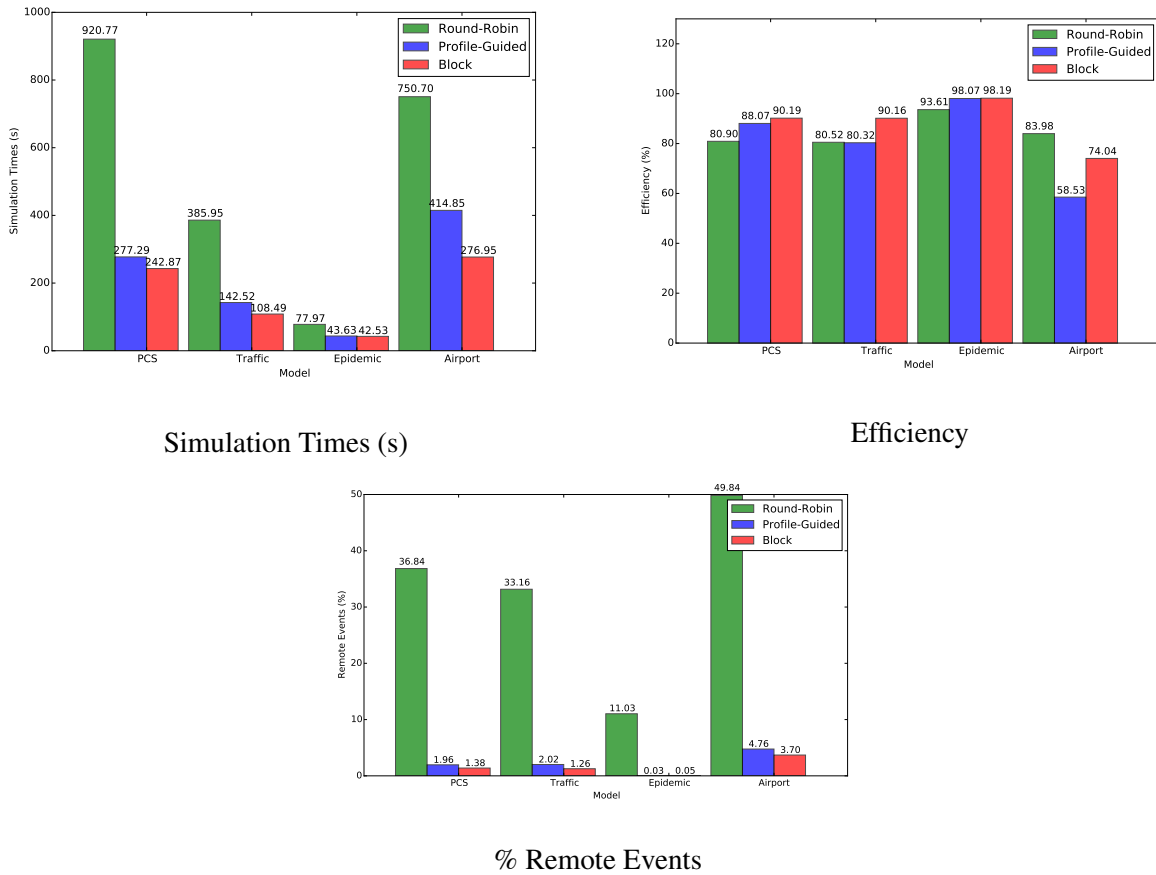 1000
800
600
400
200
0
Simulation Times (s)
920.77
277.29
242.87
385.95
142.52
108.49
77.97
43.63
42.53
750.70
414.85
276.95
Round-Robin
Profile-Guided
Block
PCS
Traffic
Epidemic
Airport
Model
Simulation Times (s)
120
100
80
60
40
20
0
Efficiency (%)
80.90
88.07
90.19
80.52
80.32
90.16
93.61
98.07
98.19
83.98
58.53
74.04
Round-Robin
Profile-Guided
Block
PCS
Traffic
Epidemic
Airport
Model
Efficiency
50
40
30
20
10
0
Remote Events (%)
36.84
1.96
1.38
33.16
2.02
1.26
11.03
0.03
0.05
49.84
4.76
3.70
Round-Robin
Profile-Guided
Block
PCS
Traffic
Epidemic
Airport
Model
% Remote Events